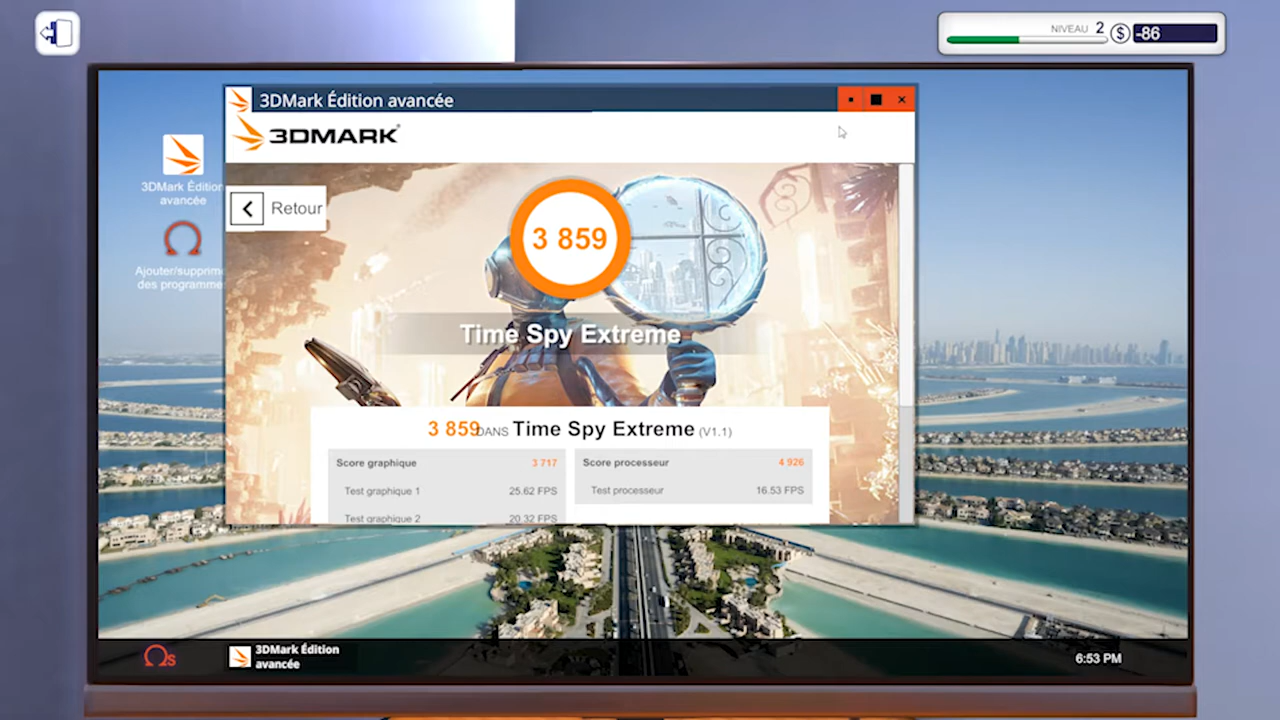 NIVEAU 2 $ -86
3DMark Édition avancée
3DMARK
3DMark Édition
avancée
Retour
3 859
Ajouter/supprime
des programme
Time Spy Extreme
3 859 DANS Time Spy Extreme (V1.1)
Score graphique 3 717
Score processeur 4 926
Test graphique 1 25.62 FPS
Test processeur 16.53 FPS
Test graphique 2 20.32 FPS
Ωs
3DMark Édition
avancée
6:53 PM